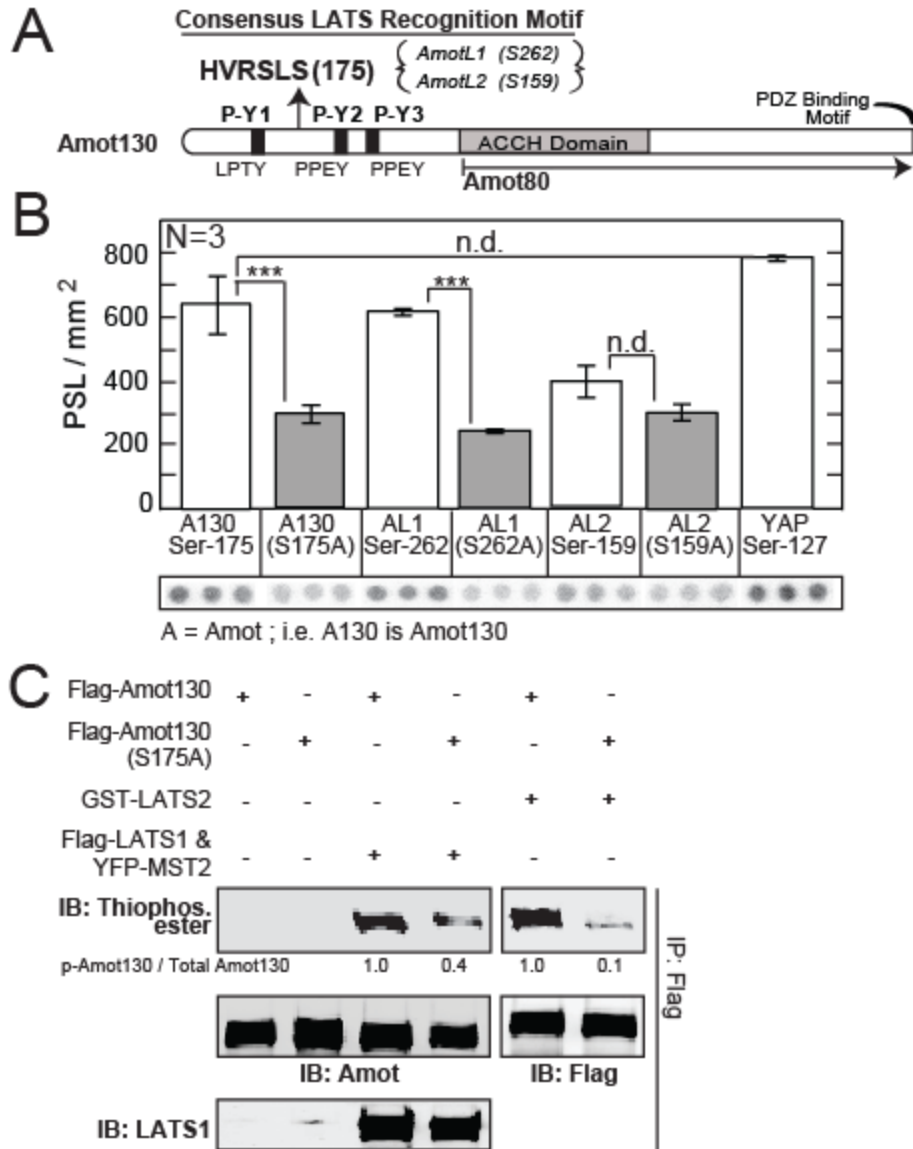 A
Consensus LATS Recognition Motif
HVRSLS(175)
AmotL1 (S262)
AmotL2 (S159)
P-Y1 P-Y2 P-Y3
PDZ Binding
Motif
Amot130
ACCH Domain
LPTY PPEY PPEY
Amot80
B
N=3
n.d.
***
***
n.d.
PSL / mm2
800
600
400
200
0
A130 A130 AL1 AL1 AL2 AL2 YAP
Ser-175 (S175A) Ser-262 (S262A) Ser-159 (S159A) Ser-127
A = Amot ; i.e. A130 is Amot130
C
Flag-Amot130 + - + - + -
Flag-Amot130
(S175A) - + - + - +
GST-LATS2 - - - - + +
Flag-LATS1 &
YFP-MST2 - - + + - -
IB: Thiophos.
ester
p-Amot130 / Total Amot130 1.0 0.4 1.0 0.1
IP: Flag
IB: Amot IB: Flag
IB: LATS1